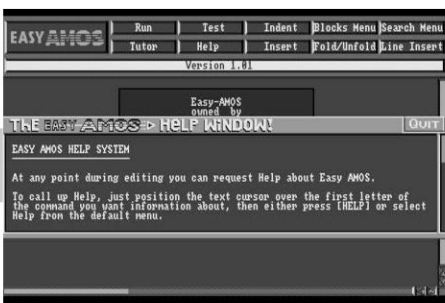 EASY AMOS
Run Test Indent Blocks Menu Search Menu
Tutor Help Insert Fold/Unfold Line Insert
Version 1.01
Easy-AMOS
owned by
THE EASY AMOS HELP WINDOW! QUIT
EASY AMOS HELP SYSTEM
At any point during editing you can request Help about Easy AMOS.
To call up Help, just position the text cursor over the first letter of
the command you want information about, then either press [HELP] or select
Help from the default menu.